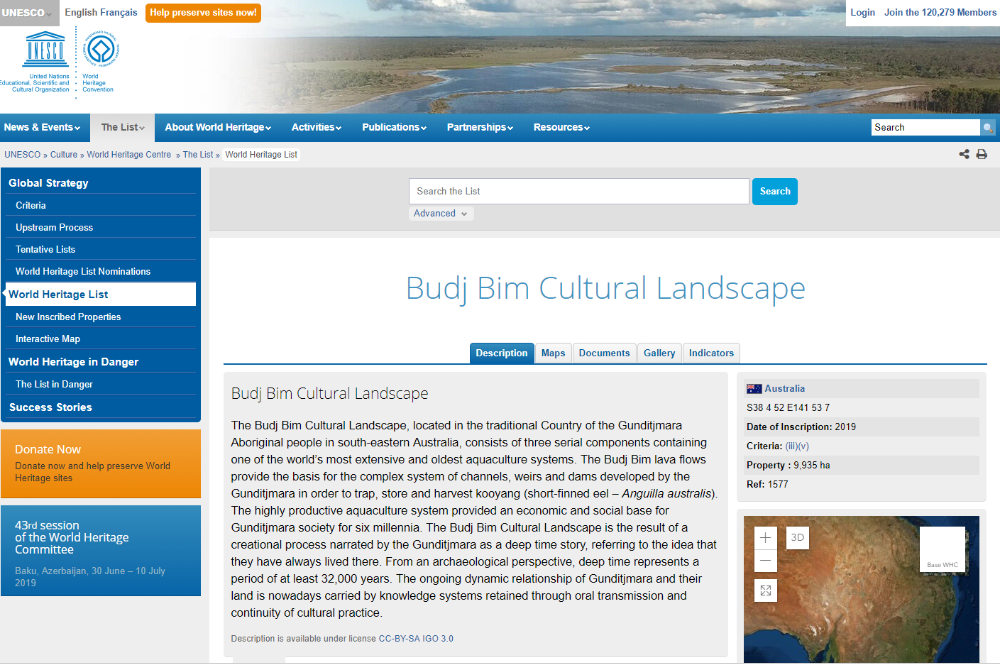 UNESCO English Français Help preserve sites now! Login Join the 120,279 Members
UNESCO
United Nations
Educational, Scientific and
Cultural Organization
World
Heritage
Convention
News & Events The List About World Heritage Activities Publications Partnerships Resources Search
UNESCO » Culture » World Heritage Centre » The List » World Heritage List
Global Strategy
Criteria
Upstream Process
Tentative Lists
World Heritage List Nominations
World Heritage List
New Inscribed Properties
Interactive Map
World Heritage in Danger
The List in Danger
Success Stories
Donate Now
Donate now and help preserve World
Heritage sites
43rd session
of the World Heritage
Committee
Baku, Azerbaijan, 30 June – 10 July
2019
Search the List Search
Advanced
Budj Bim Cultural Landscape
Description Maps Documents Gallery Indicators
Budj Bim Cultural Landscape
The Budj Bim Cultural Landscape, located in the traditional Country of the Gunditjmara
Aboriginal people in south-eastern Australia, consists of three serial components containing
one of the world’s most extensive and oldest aquaculture systems. The Budj Bim lava flows
provide the basis for the complex system of channels, weirs and dams developed by the
Gunditjmara in order to trap, store and harvest kooyang (short-finned eel – Anguilla australis).
The highly productive aquaculture system provided an economic and social base for
Gunditjmara society for six millennia. The Budj Bim Cultural Landscape is the result of a
creational process narrated by the Gunditjmara as a deep time story, referring to the idea that
they have always lived there. From an archaeological perspective, deep time represents a
period of at least 32,000 years. The ongoing dynamic relationship of Gunditjmara and their
land is nowadays carried by knowledge systems retained through oral transmission and
continuity of cultural practice.
Description is available under license CC-BY-SA IGO 3.0
Australia
S38 4 52 E141 53 7
Date of Inscription: 2019
Criteria: (iii)(v)
Property : 9,935 ha
Ref: 1577
3D
Base WHC